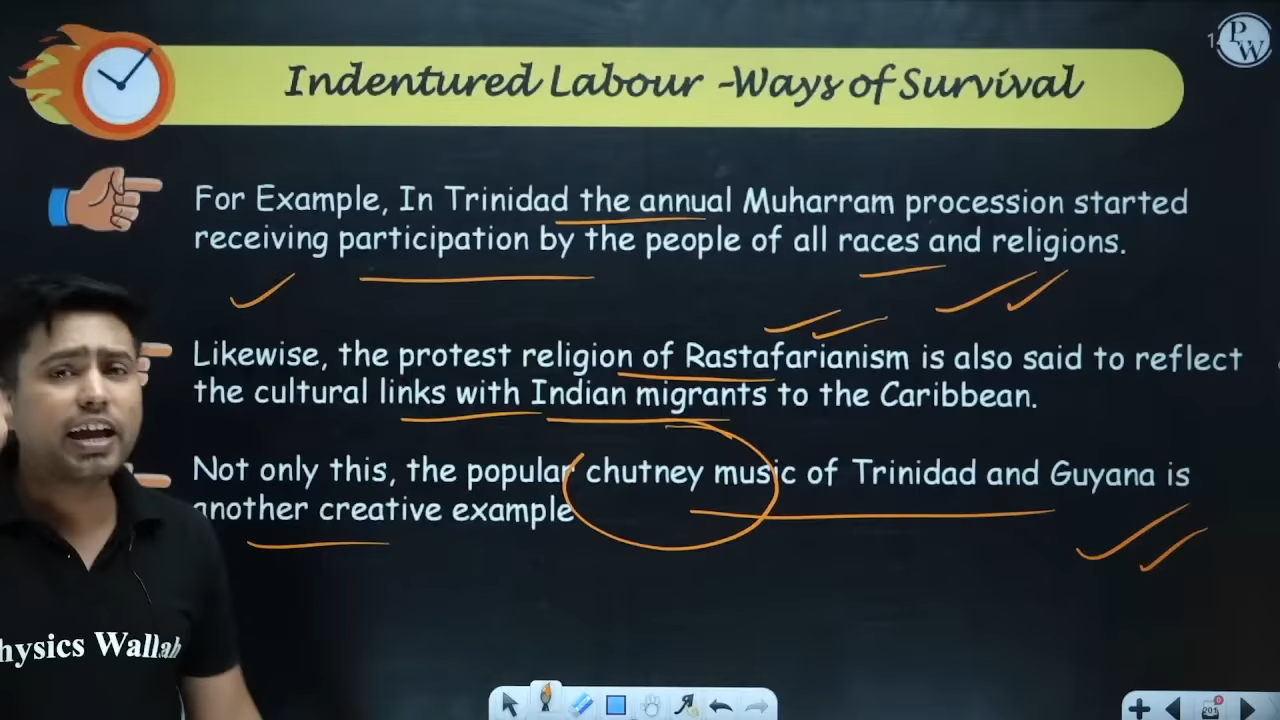 Indentured Labour -Ways of Survival
PW
For Example, In Trinidad the annual Muharram procession started
receiving participation by the people of all races and religions.
Likewise, the protest religion of Rastafarianism is also said to reflect
the cultural links with Indian migrants to the Caribbean.
Not only this, the popular chutney music of Trinidad and Guyana is
another creative example
hysics Wallah
201